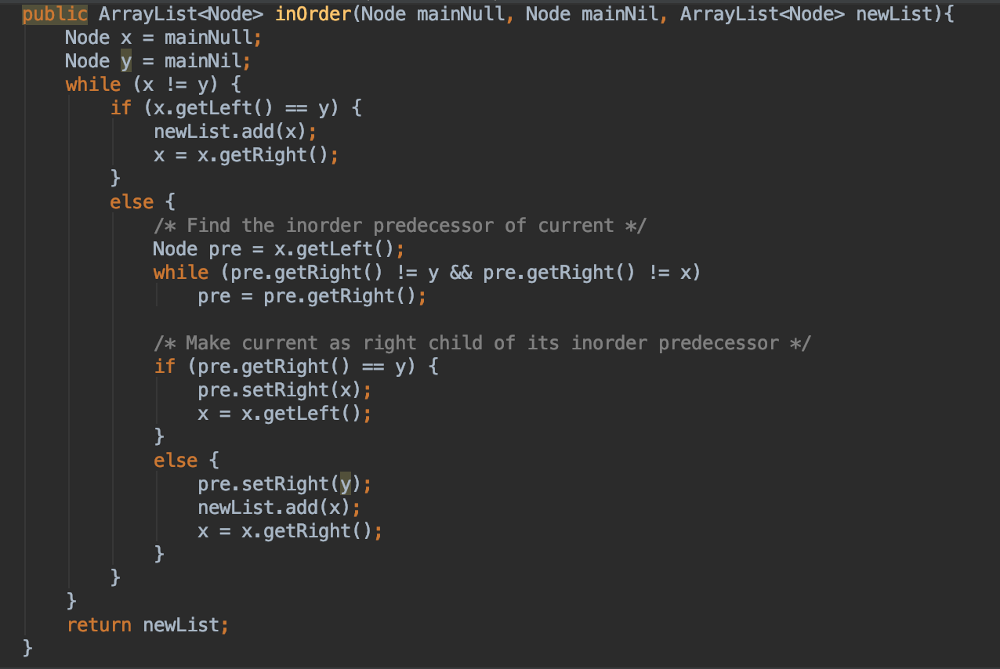 public ArrayList<Node> inOrder(Node mainNull, Node mainNil, ArrayList<Node> newList){
    Node x = mainNull;
    Node y = mainNil;
    while (x != y) {
        if (x.getLeft() == y) {
            newList.add(x);
            x = x.getRight();
        }
        else {
            /* Find the inorder predecessor of current */
            Node pre = x.getLeft();
            while (pre.getRight() != y && pre.getRight() != x)
                pre = pre.getRight();

            /* Make current as right child of its inorder predecessor */
            if (pre.getRight() == y) {
                pre.setRight(x);
                x = x.getLeft();
            }
            else {
                pre.setRight(y);
                newList.add(x);
                x = x.getRight();
            }
        }
    }
    return newList;
}